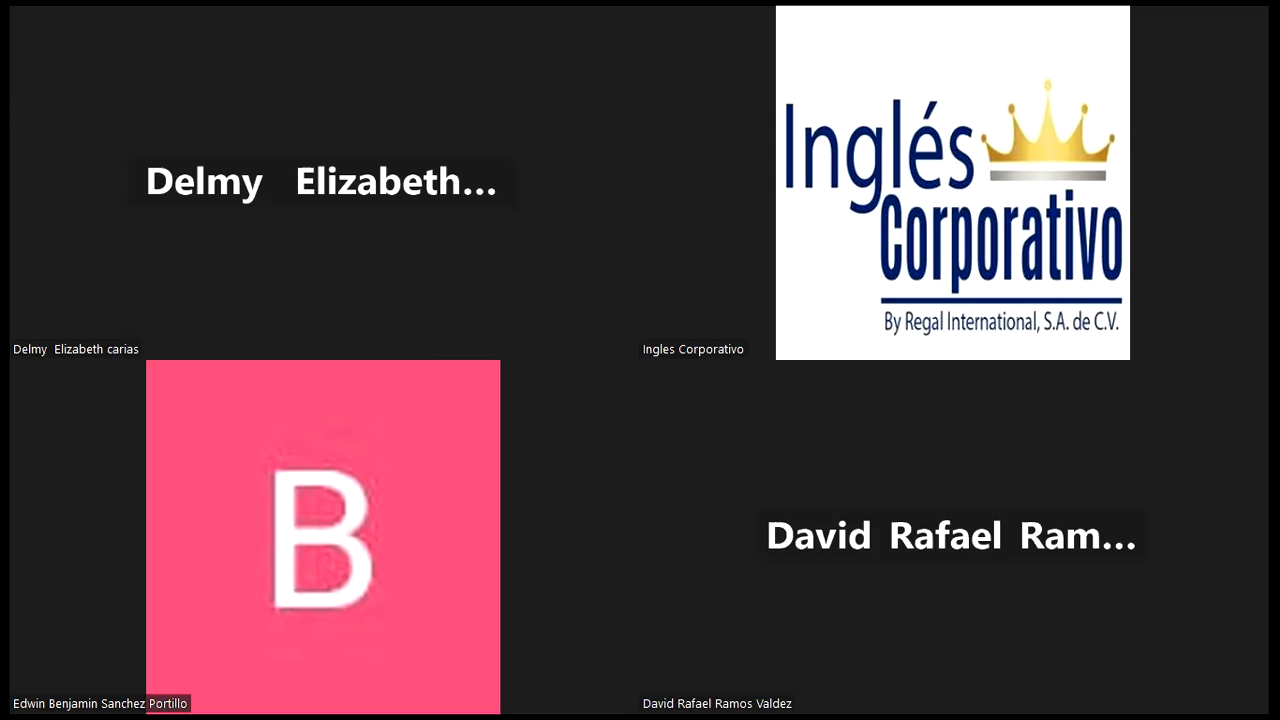 Delmy Elizabeth...
Delmy Elizabeth carias
Inglés
Corporativo
By Regal International, S.A. de C.V.
Ingles Corporativo
B
Edwin Benjamin Sanchez Portillo
David Rafael Ram...
David Rafael Ramos Valdez